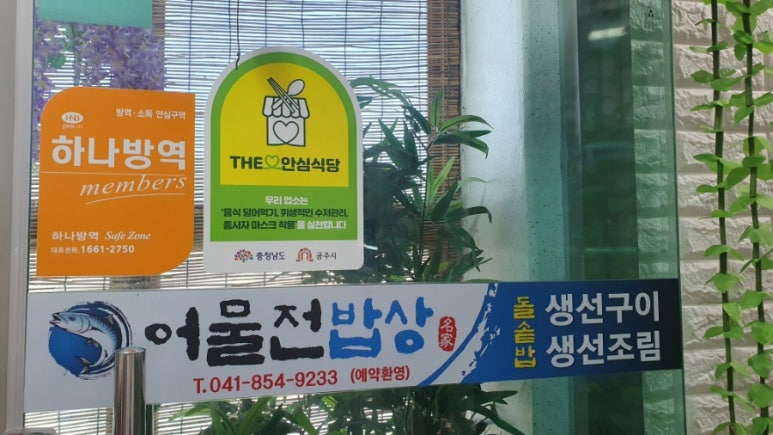 HNB
방역·소독 안심구역
하나방역
members
하나방역 Safe Zone
대표전화. 1661-2750
THE 안심식당
우리 업소는
'음식 덜어먹기, 위생적인 수저관리,
종사자 마스크 착용'을 실천합니다
충청남도 공주시
어물전밥상
名家
T. 041-854-9233 (예약환영)
돌솥밥
생선구이
생선조림